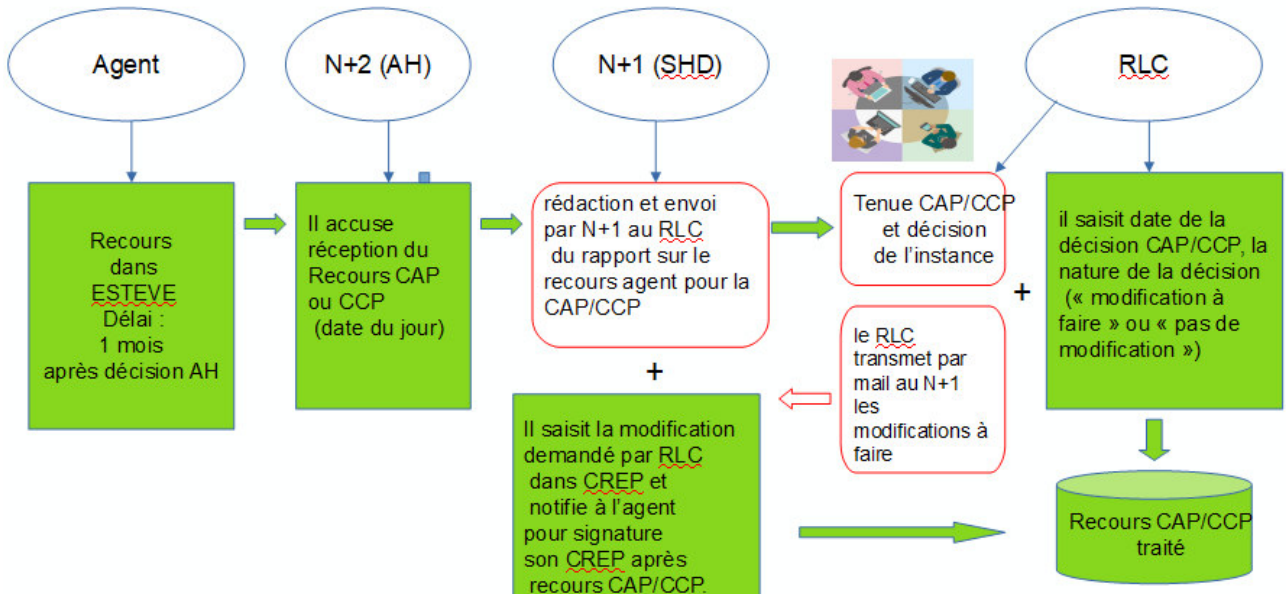 Agent
N+2 (AH)
N+1 (SHD)
RLC
Recours
dans
ESTEVE
Délai :
1 mois
après décision AH
Il accuse
réception du
Recours CAP
ou CCP
(date du jour)
rédaction et envoi
par N+1 au RLC
du rapport sur le
recours agent pour la
CAP/CCP
+
Il saisit la modification
demandé par RLC
dans CREP et
notifie à l'agent
pour signature
son CREP après
recours CAP/CCP.
Tenue CAP/CCP
et décision
de l'instance
le RLC
transmet par
mail au N+1
les
modifications à
faire
+
il saisit date de la
décision CAP/CCP, la
nature de la décision
(« modification à
faire » ou « pas de
modification »)
Recours CAP/CCP
traité